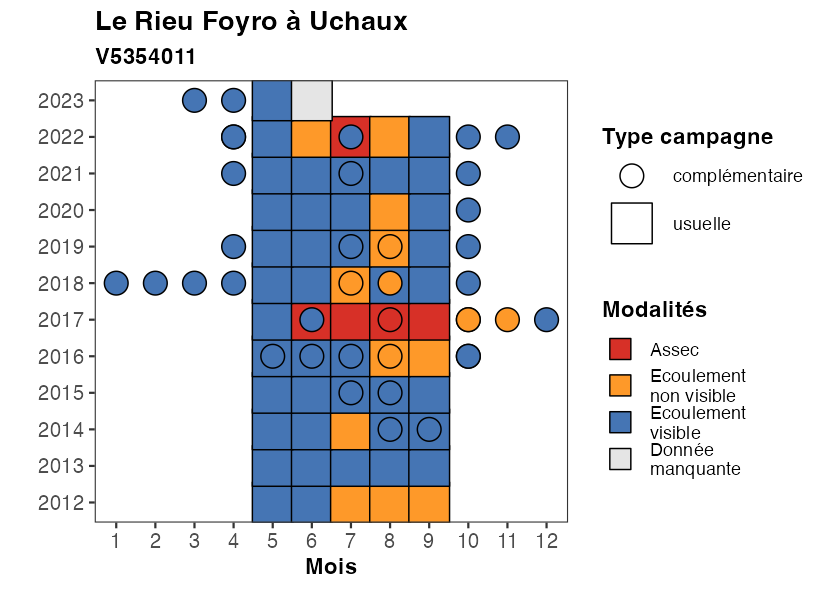 Le Rieu Foyro à Uchaux
V5354011
2023
2022
2021
2020
2019
2018
2017
2016
2015
2014
2013
2012
1 2 3 4 5 6 7 8 9 10 11 12
Mois
Type campagne
complémentaire
usuelle
Modalités
Assec
Ecoulement
non visible
Ecoulement
visible
Donnée
manquante